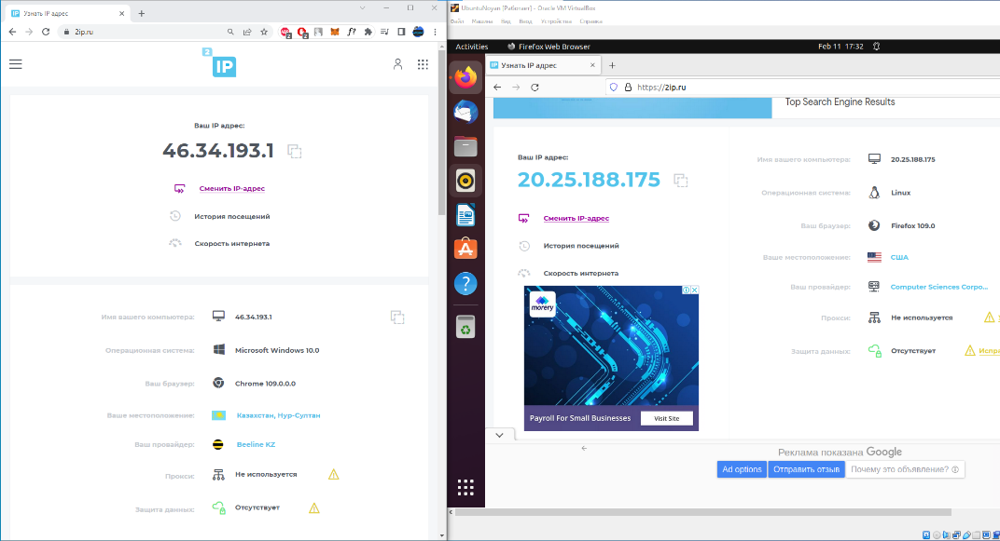 Узнать IP адрес
2ip.ru
2
IP
Ваш IP адрес:
46.34.193.1
Сменить IP-адрес
История посещений
Скорость интернета
Имя вашего компьютера: 46.34.193.1
Операционная система: Microsoft Windows 10.0
Ваш браузер: Chrome 109.0.0.0
Ваше местоположение: Казахстан, Нур-Султан
Ваш провайдер: Beeline KZ
Прокси: Не используется
Защита данных: Отсутствует
UbuntuNoyan [Работает] - Oracle VM VirtualBox
Файл Машина Вид Ввод Устройства Справка
Activities Firefox Web Browser Feb 11 17:32
Узнать IP адрес
https://2ip.ru
Top Search Engine Results
Ваш IP адрес:
20.25.188.175
Сменить IP-адрес
История посещений
Скорость интернета
morery
Payroll For Small Businesses Visit Site
Имя вашего компьютера: 20.25.188.175
Операционная система: Linux
Ваш браузер: Firefox 109.0
Ваше местоположение: США
Ваш провайдер: Computer Sciences Corpo...
Прокси: Не используется
Защита данных: Отсутствует Испра
Реклама показана Google
Ad options Отправить отзыв Почему это объявление?